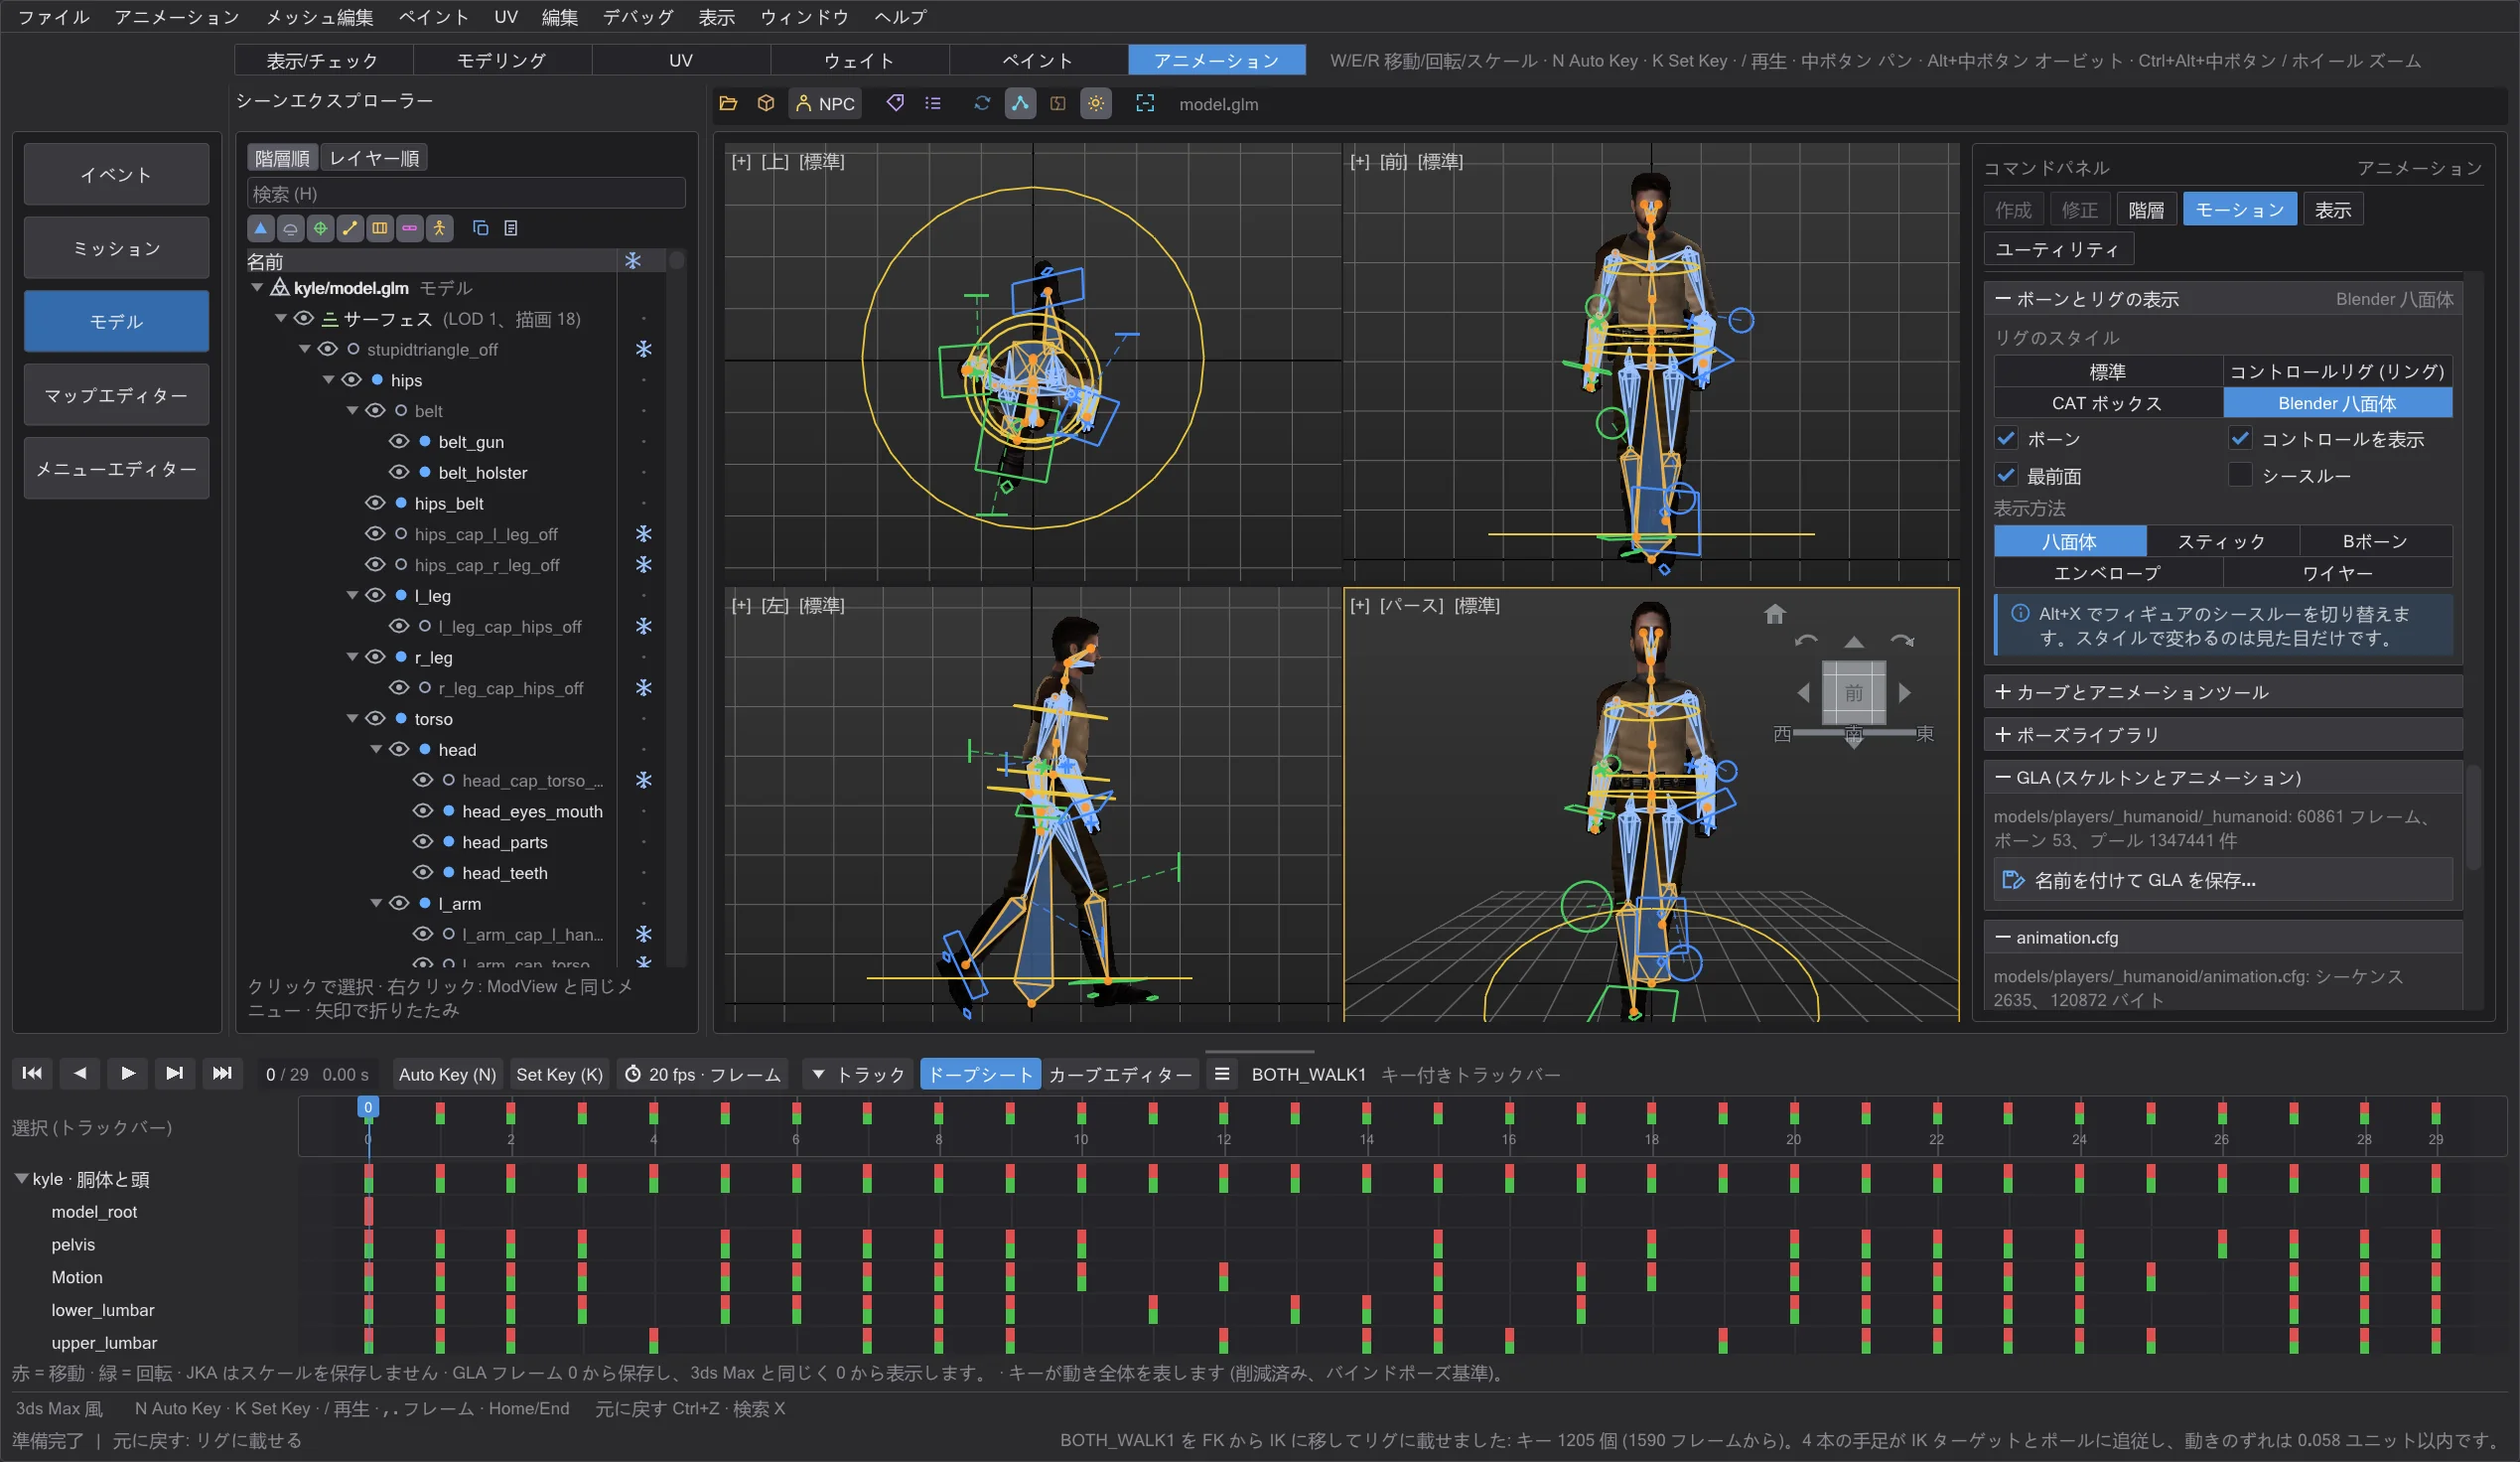 ファイル アニメーション メッシュ編集 ペイント UV 編集 デバッグ 表示 ウィンドウ ヘルプ
表示/チェック モデリング UV ウェイト ペイント アニメーション W/E/R 移動/回転/スケール · N Auto Key · K Set Key · / 再生 · 中ボタン パン · Alt+中ボタン オービット · Ctrl+Alt+中ボタン / ホイール ズーム
シーンエクスプローラー
NPC model.glm
イベント
ミッション
モデル
マップエディター
メニューエディター
階層順 レイヤー順
検索 (H)
名前
kyle/model.glm モデル
サーフェス (LOD 1、描画 18)
stupidtriangle_off
hips
belt
belt_gun
belt_holster
hips_belt
hips_cap_l_leg_off
hips_cap_r_leg_off
l_leg
l_leg_cap_hips_off
r_leg
r_leg_cap_hips_off
torso
head
head_cap_torso_...
head_eyes_mouth
head_parts
head_teeth
l_arm
l_arm_cap_l_han...
l_arm_cap_torso
クリックで選択 · 右クリック: ModView と同じメ
ニュー · 矢印で折りたたみ
[+] [上] [標準]
[+] [前] [標準]
[+] [左] [標準]
[+] [パース] [標準]
前
西 南 東
コマンドパネル アニメーション
作成 修正 階層 モーション 表示
ユーティリティ
ボーンとリグの表示 Blender 八面体
リグのスタイル
標準 コントロールリグ (リング)
CAT ボックス Blender 八面体
ボーン コントロールを表示
最前面 シースルー
表示方法
八面体 スティック Bボーン
エンベロープ ワイヤー
Alt+X でフィギュアのシースルーを切り替えま
す。スタイルで変わるのは見た目だけです。
カーブとアニメーションツール
ポーズライブラリ
GLA (スケルトンとアニメーション)
models/players/_humanoid/_humanoid: 60861 フレーム、
ボーン 53、プール 1347441 件
名前を付けて GLA を保存...
animation.cfg
models/players/_humanoid/animation.cfg: シーケンス
2635、120872 バイト
0 / 29 0.00 s Auto Key (N) Set Key (K) 20 fps · フレーム トラック ドープシート カーブエディター BOTH_WALK1 キー付きトラックバー
0
選択 (トラックバー)
0 2 4 6 8 10 12 14 16 18 20 22 24 26 28 29
kyle · 胴体と頭
model_root
pelvis
Motion
lower_lumbar
upper_lumbar
赤 = 移動 · 緑 = 回転 · JKA はスケールを保存しません · GLA フレーム 0 から保存し、3ds Max と同じく 0 から表示します。 · キーが動き全体を表します (削減済み、バインドポーズ基準)。
3ds Max 風 N Auto Key · K Set Key · / 再生 · , . フレーム · Home/End 元に戻す Ctrl+Z · 検索 X
準備完了 | 元に戻す: リグに載せる
BOTH_WALK1 を FK から IK に移してリグに載せました: キー 1205 個 (1590 フレームから)。4 本の手足が IK ターゲットとポールに追従し、動きのずれは 0.058 ユニット以内です。